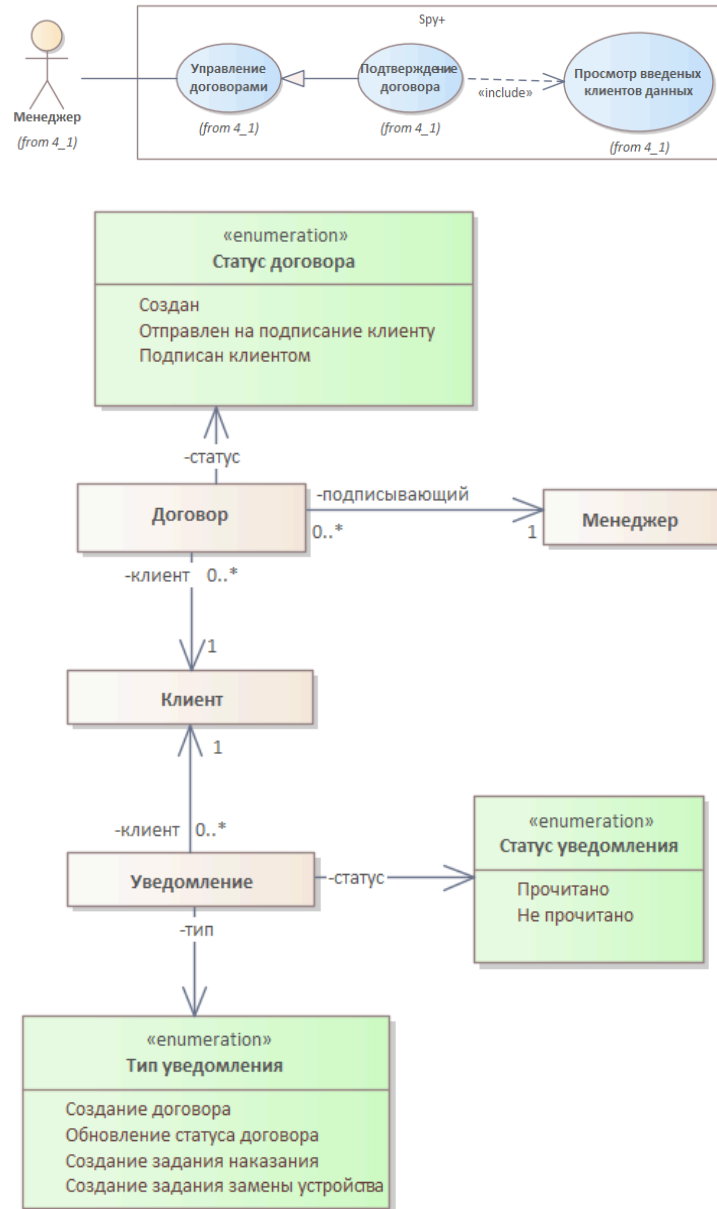 Spy+
Управление
договорами
Подтверждение
договора
Просмотр введеных
клиентов данных
«include»
Менеджер
(from 4_1)
(from 4_1)
(from 4_1)
(from 4_1)
«enumeration»
Статус договора
Создан
Отправлен на подписание клиенту
Подписан клиентом
-статус
Договор
-подписывающий
0..*
1
Менеджер
-клиент 0..*
1
Клиент
1
-клиент 0..*
Уведомление
-статус
«enumeration»
Статус уведомления
Прочитано
Не прочитано
-тип
«enumeration»
Тип уведомления
Создание договора
Обновление статуса договора
Создание задания наказания
Создание задания замены устройства